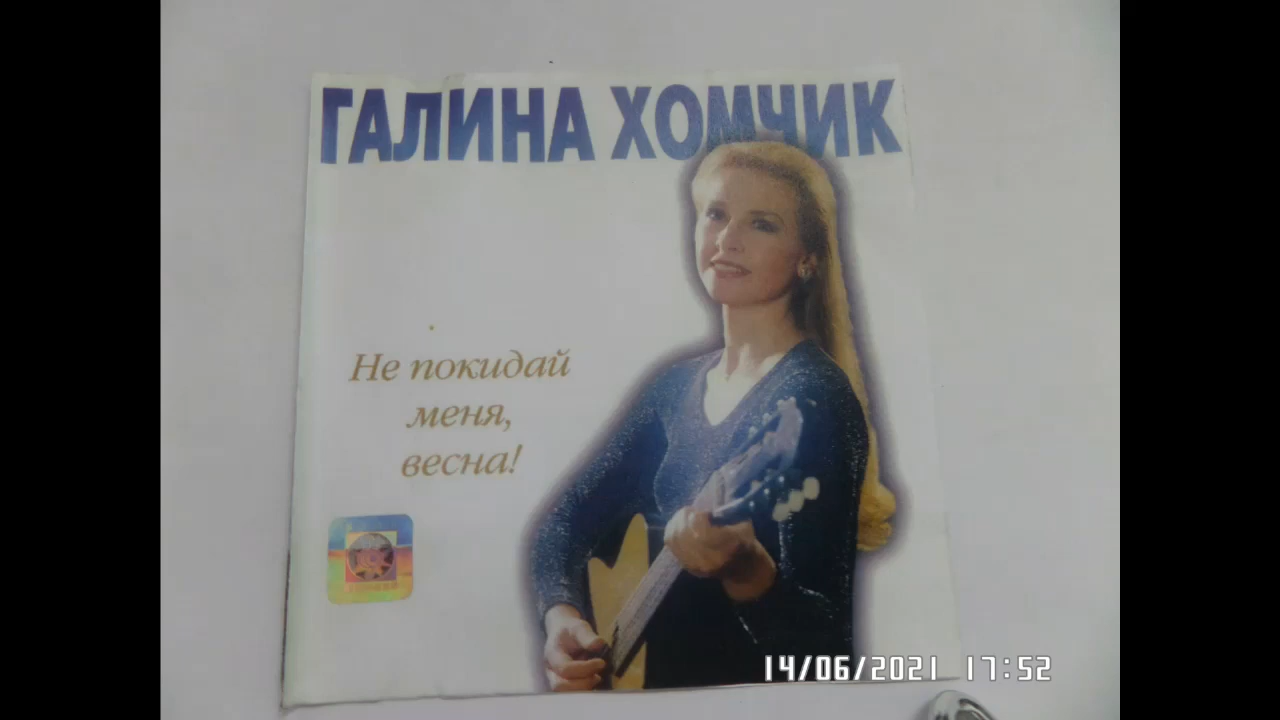 ГАЛИНА ХОМЧИК
Не покидай
меня,
весна!
14/06/2021 17:52